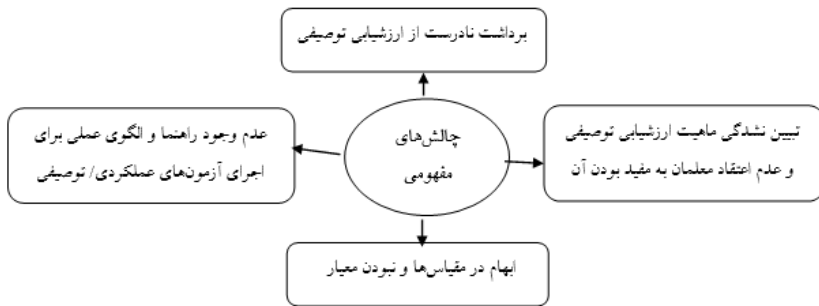 برداشت نادرست از ارزشیابی توصیفی
تبیین نشدگی ماهیت ارزشیابی توصیفی
و عدم اعتقاد معلمان به مفید بودن آن
چالش‌های
مفهومی
عدم وجود راهنما و الگوی عملی برای
اجرای آزمون‌های عملکردی/ توصیفی
ابهام در مقیاس‌ها و نبودن معیار